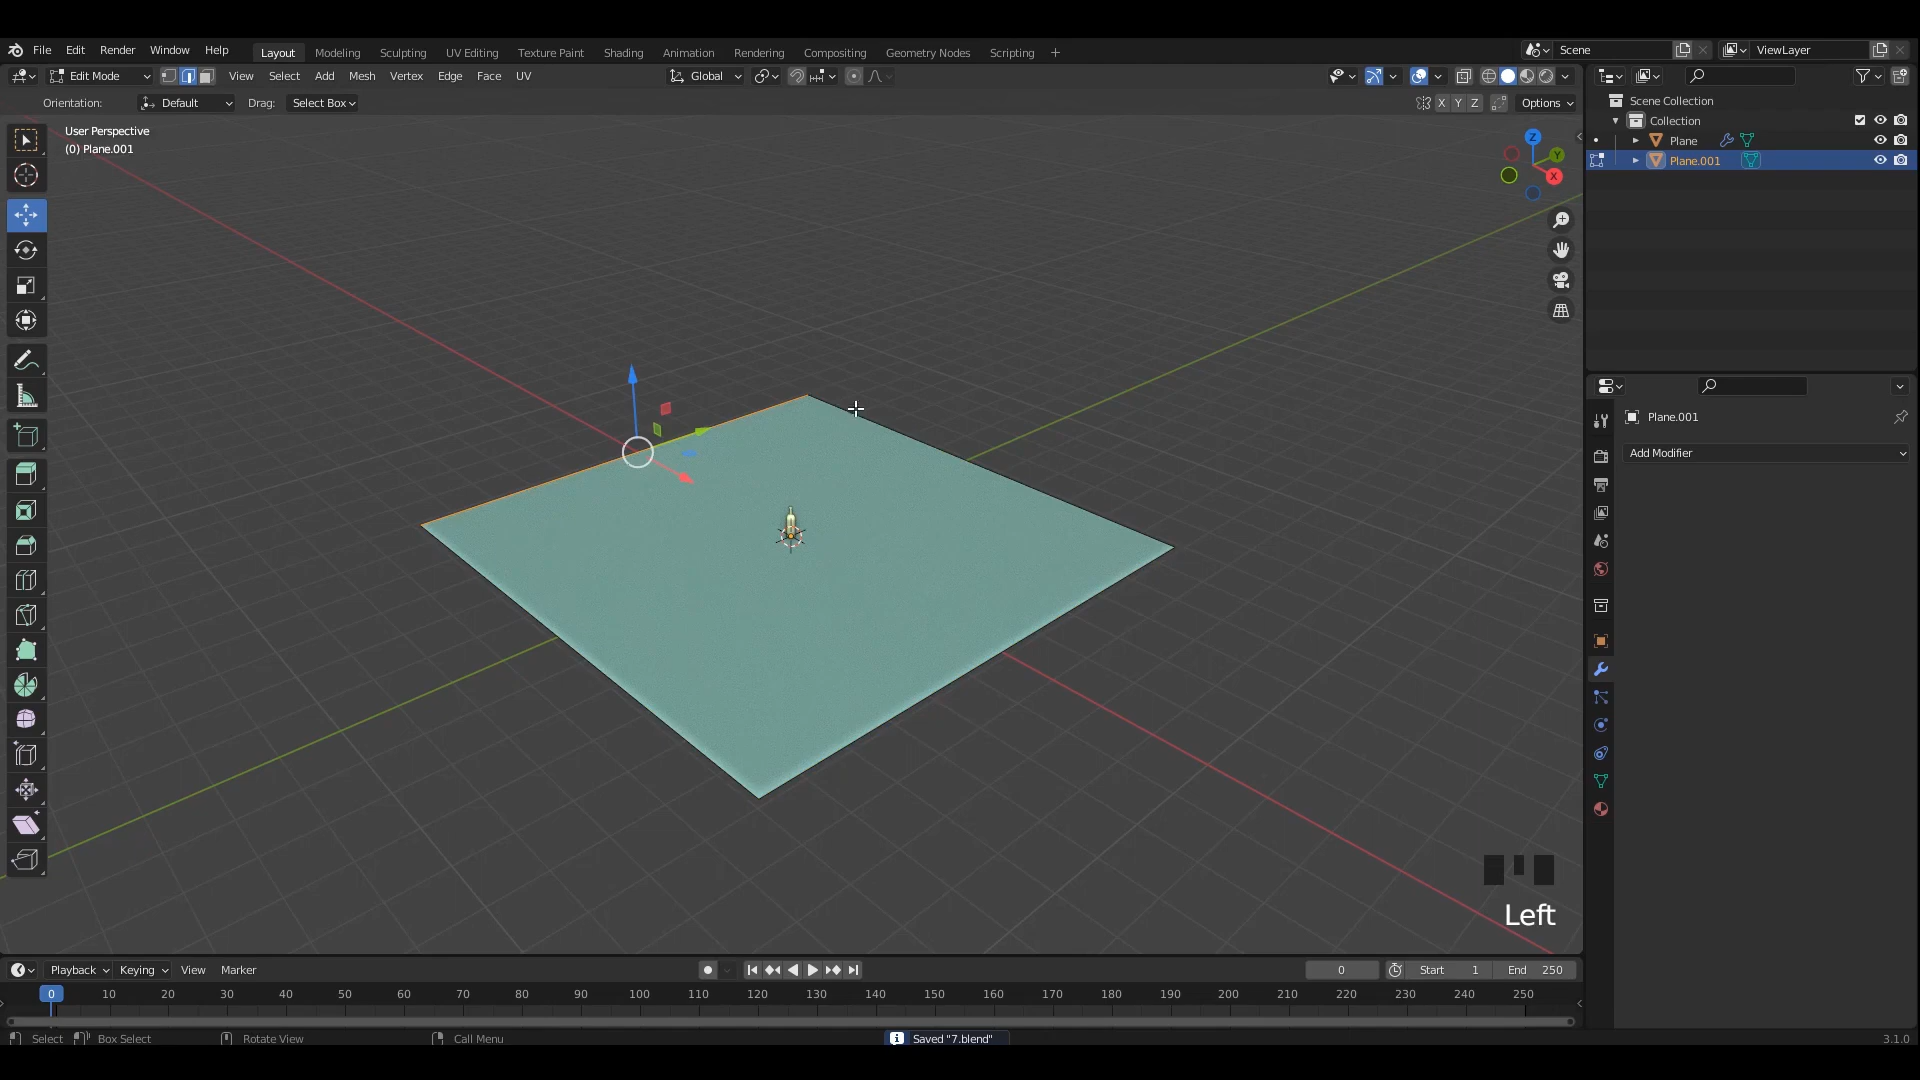 File Edit Render Window Help Layout Modeling Sculpting UV Editing Texture Paint Shading Animation Rendering Compositing Geometry Nodes Scripting + Scene ViewLayer
Edit Mode View Select Add Mesh Vertex Edge Face UV Global
Orientation: Default Drag: Select Box X Y Z Options
Scene Collection
Collection
Plane
Plane.001
User Perspective
(0) Plane.001
Z
Y
X
Plane.001
Add Modifier
Left
Playback Keying View Marker 0 Start 1 End 250
0 10 20 30 40 50 60 70 80 90 100 110 120 130 140 150 160 170 180 190 200 210 220 230 240 250
Select Box Select Rotate View Call Menu Saved "7.blend" 3.1.0